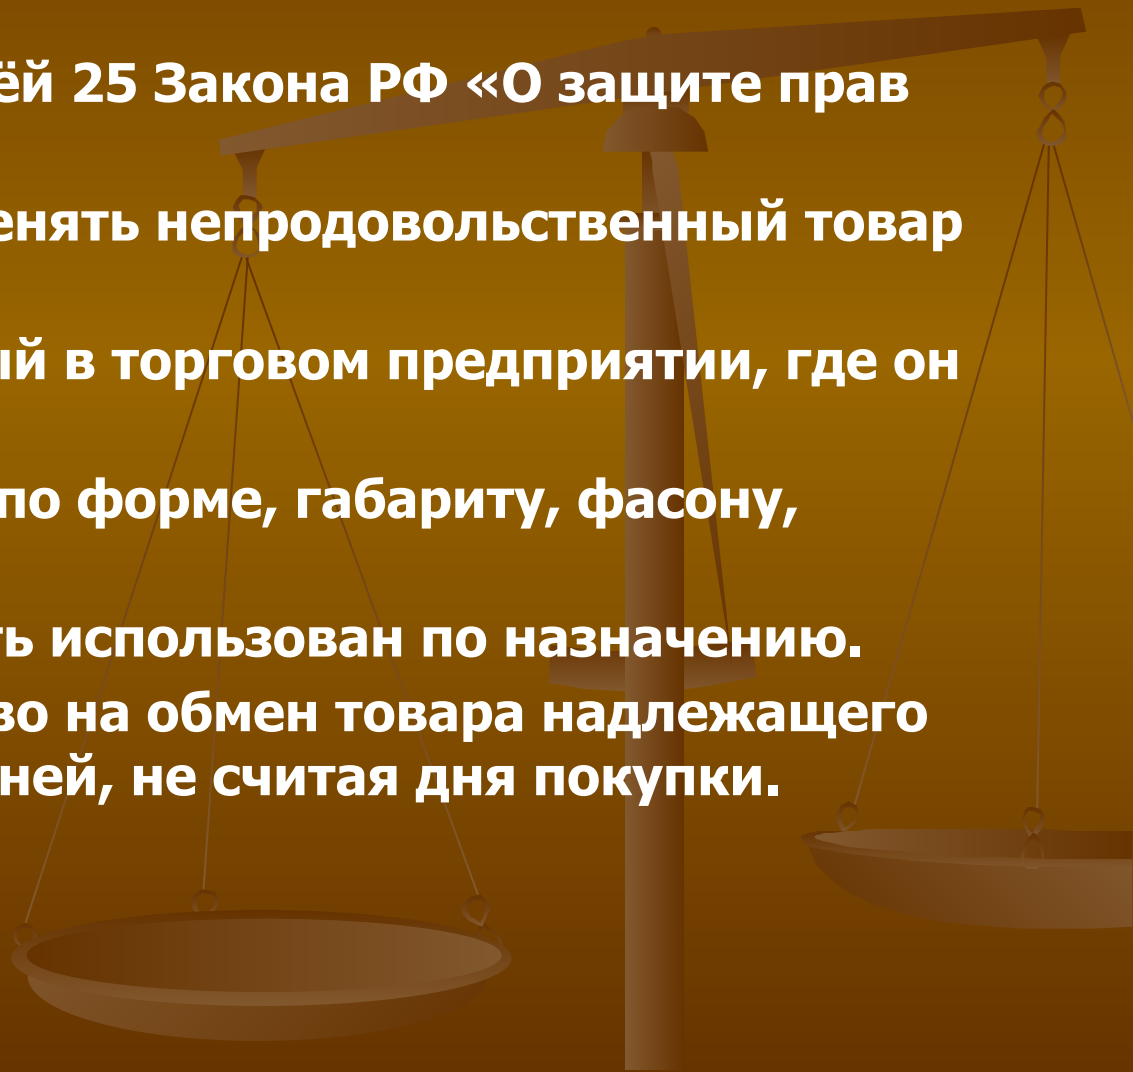 ёй 25 Закона РФ «О защите прав
енять непродовольственный товар
ый в торговом предприятии, где он
по форме, габариту, фасону,
ть использован по назначению.
во на обмен товара надлежащего
ней, не считая дня покупки.